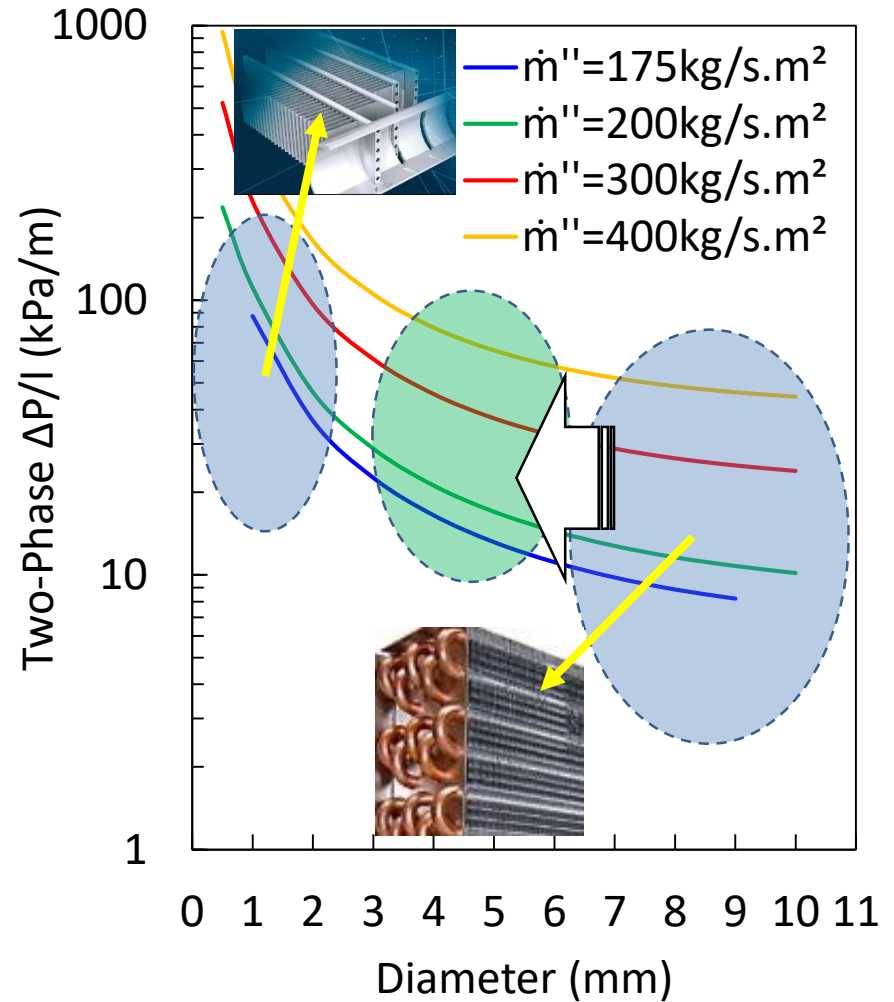 1000
100
10
1
Two-Phase ΔP/l (kPa/m)
ṁ''=175kg/s.m²
ṁ''=200kg/s.m²
ṁ''=300kg/s.m²
ṁ''=400kg/s.m²
0 1 2 3 4 5 6 7 8 9 10 11
Diameter (mm)